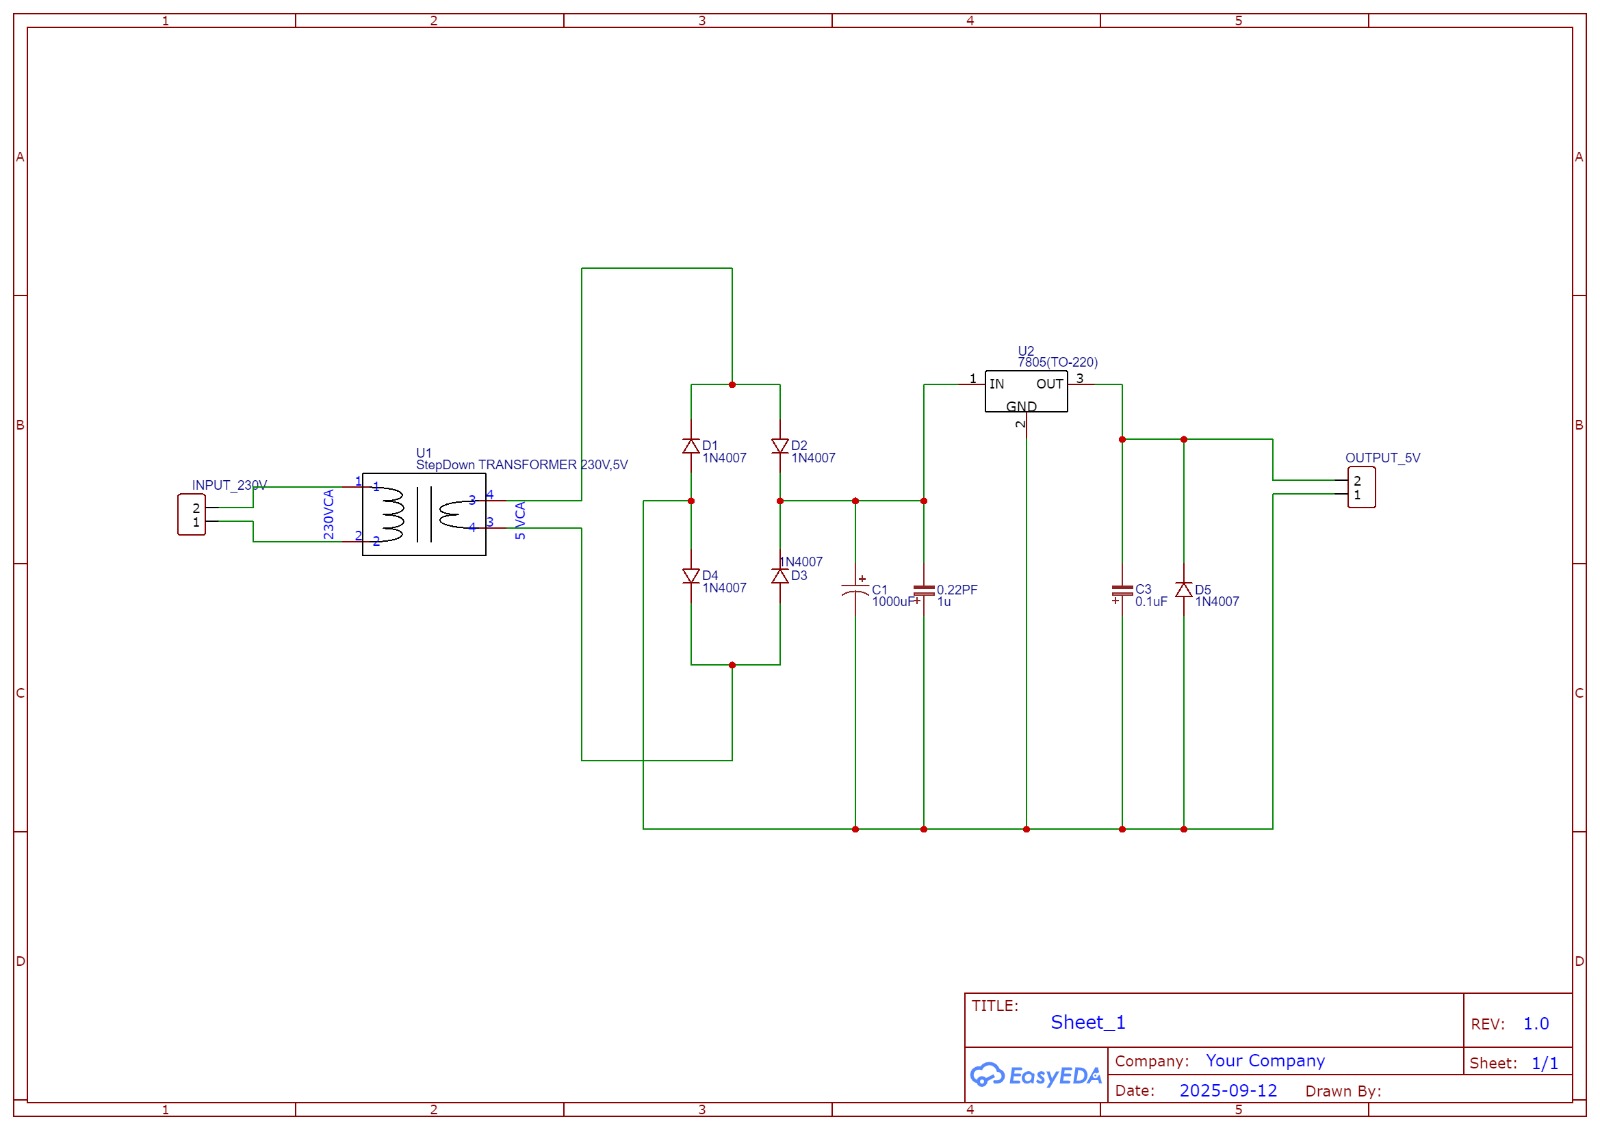 1 2 3 4 5
A A
U2
7805(TO-220)
1 IN OUT 3
GND
2
B B
D1
1N4007
D2
1N4007
U1
StepDown TRANSFORMER 230V,5V
OUTPUT_5V
2
1
INPUT_230V
2
1
230VCA
1 1
2 2
3 4
4 3
5 VCA
1N4007
D3
D4
1N4007
+
C1
1000uF
0.22PF
1u
+
C3
0.1uF
+
D5
1N4007
C C
D D
TITLE:
Sheet_1
REV: 1.0
EasyEDA
Company: Your Company
Sheet: 1/1
Date: 2025-09-12 Drawn By:
1 2 3 4 5